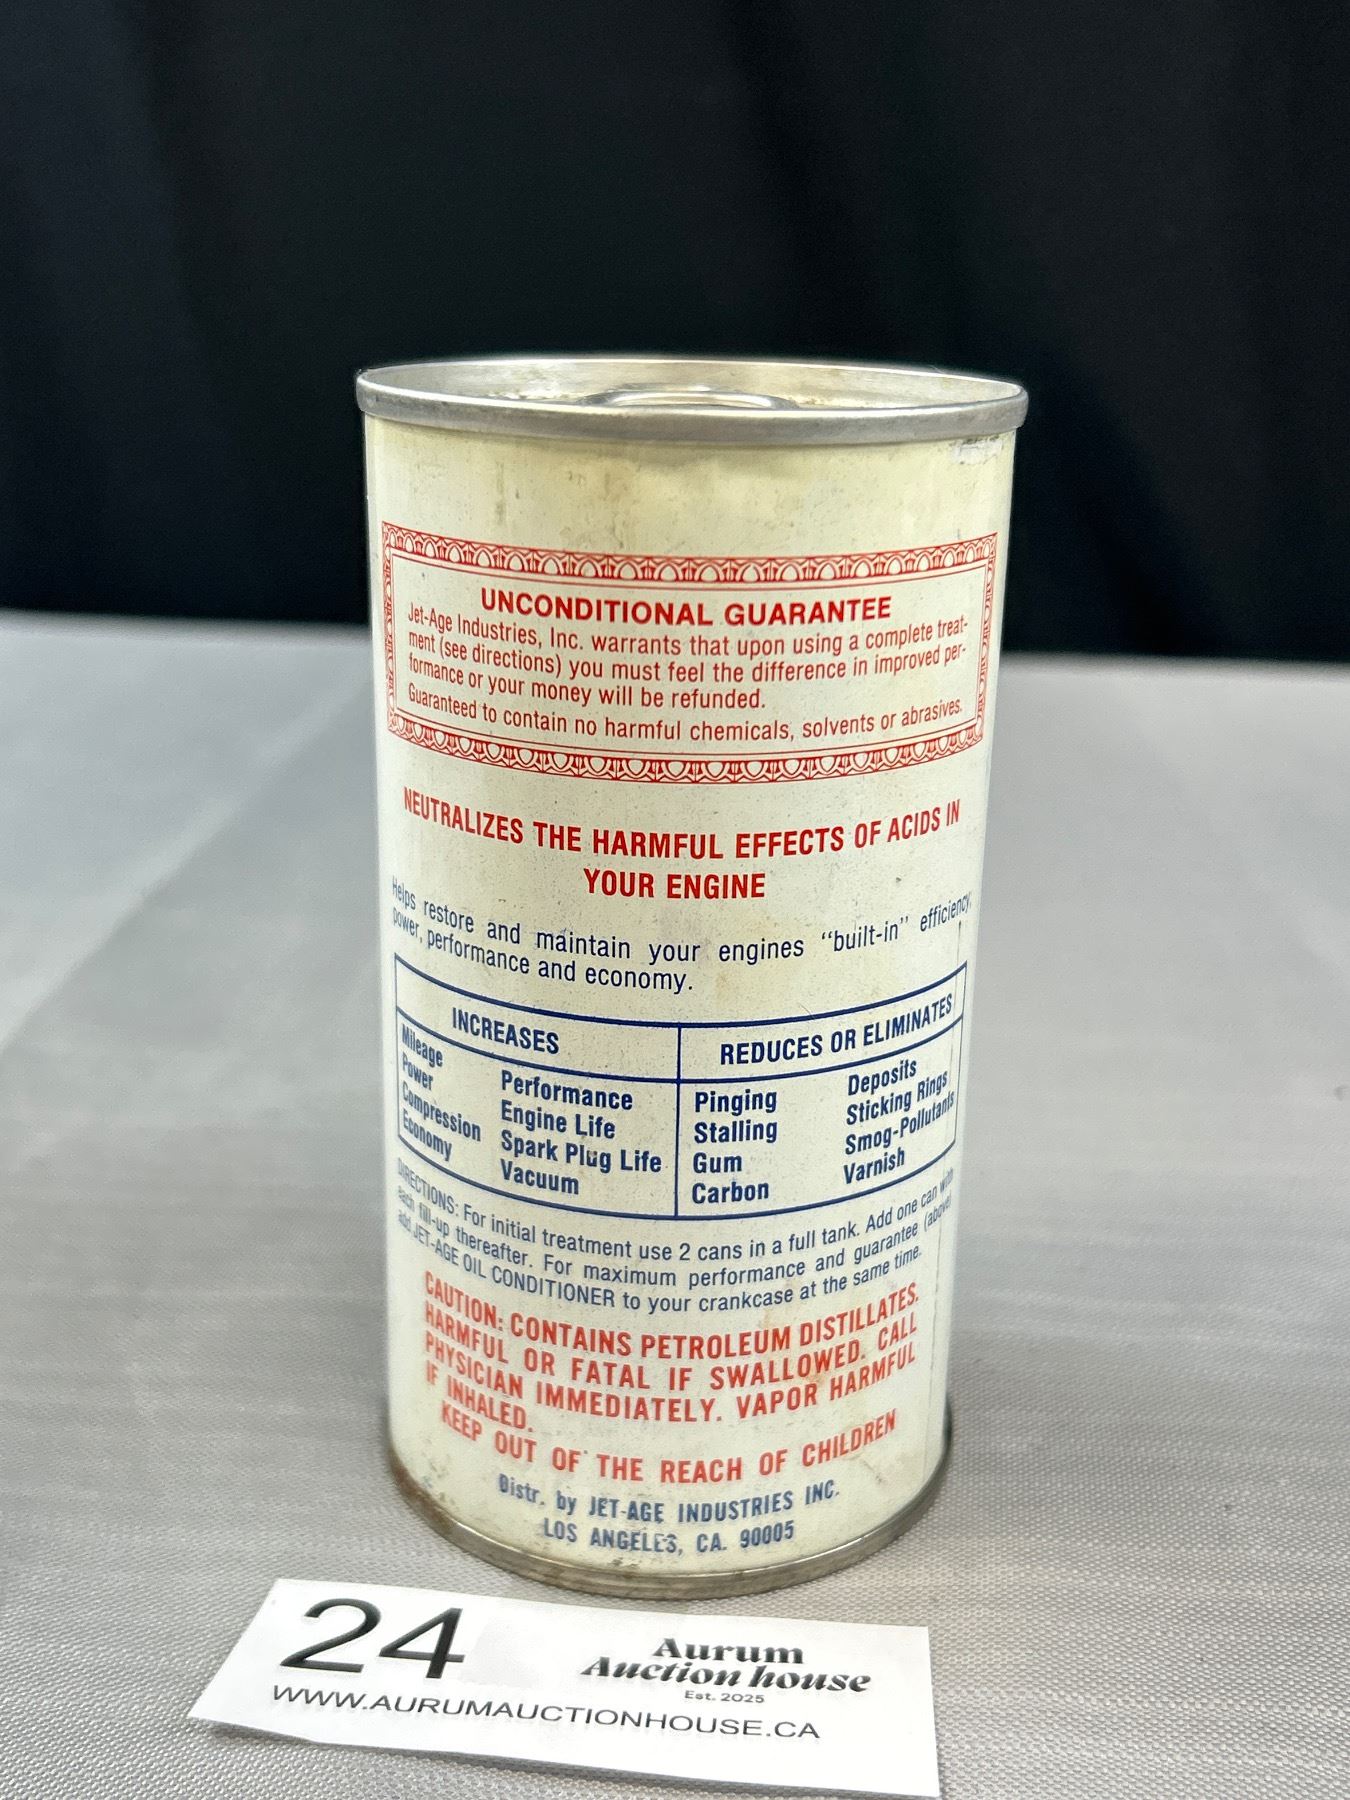 UNCONDITIONAL GUARANTEE
Jet-Age Industries, Inc. warrants that upon using a complete treat-
ment (see directions) you must feel the difference in improved per-
formance or your money will be refunded.
Guaranteed to contain no harmful chemicals, solvents or abrasives.
NEUTRALIZES THE HARMFUL EFFECTS OF ACIDS IN
YOUR ENGINE
Helps restore and maintain your engines "built-in" efficiency,
power, performance and economy.
INCREASES
Mileage
Power
Compression
Economy
Performance
Engine Life
Spark Plug Life
Vacuum
REDUCES OR ELIMINATES
Pinging
Stalling
Gum
Carbon
Deposits
Sticking Rings
Smog-Pollutants
Varnish
DIRECTIONS: For initial treatment use 2 cans in a full tank. Add one can with
each fill-up thereafter. For maximum performance and guarantee (above)
add JET-AGE OIL CONDITIONER to your crankcase at the same time.
CAUTION: CONTAINS PETROLEUM DISTILLATES.
HARMFUL OR FATAL IF SWALLOWED. CALL
PHYSICIAN IMMEDIATELY. VAPOR HARMFUL
IF INHALED.
KEEP OUT OF THE REACH OF CHILDREN
Distr. by JET-AGE INDUSTRIES INC.
LOS ANGELES, CA. 90005
24
Aurum
Auction house
Est. 2025
WWW.AURUMAUCTIONHOUSE.CA